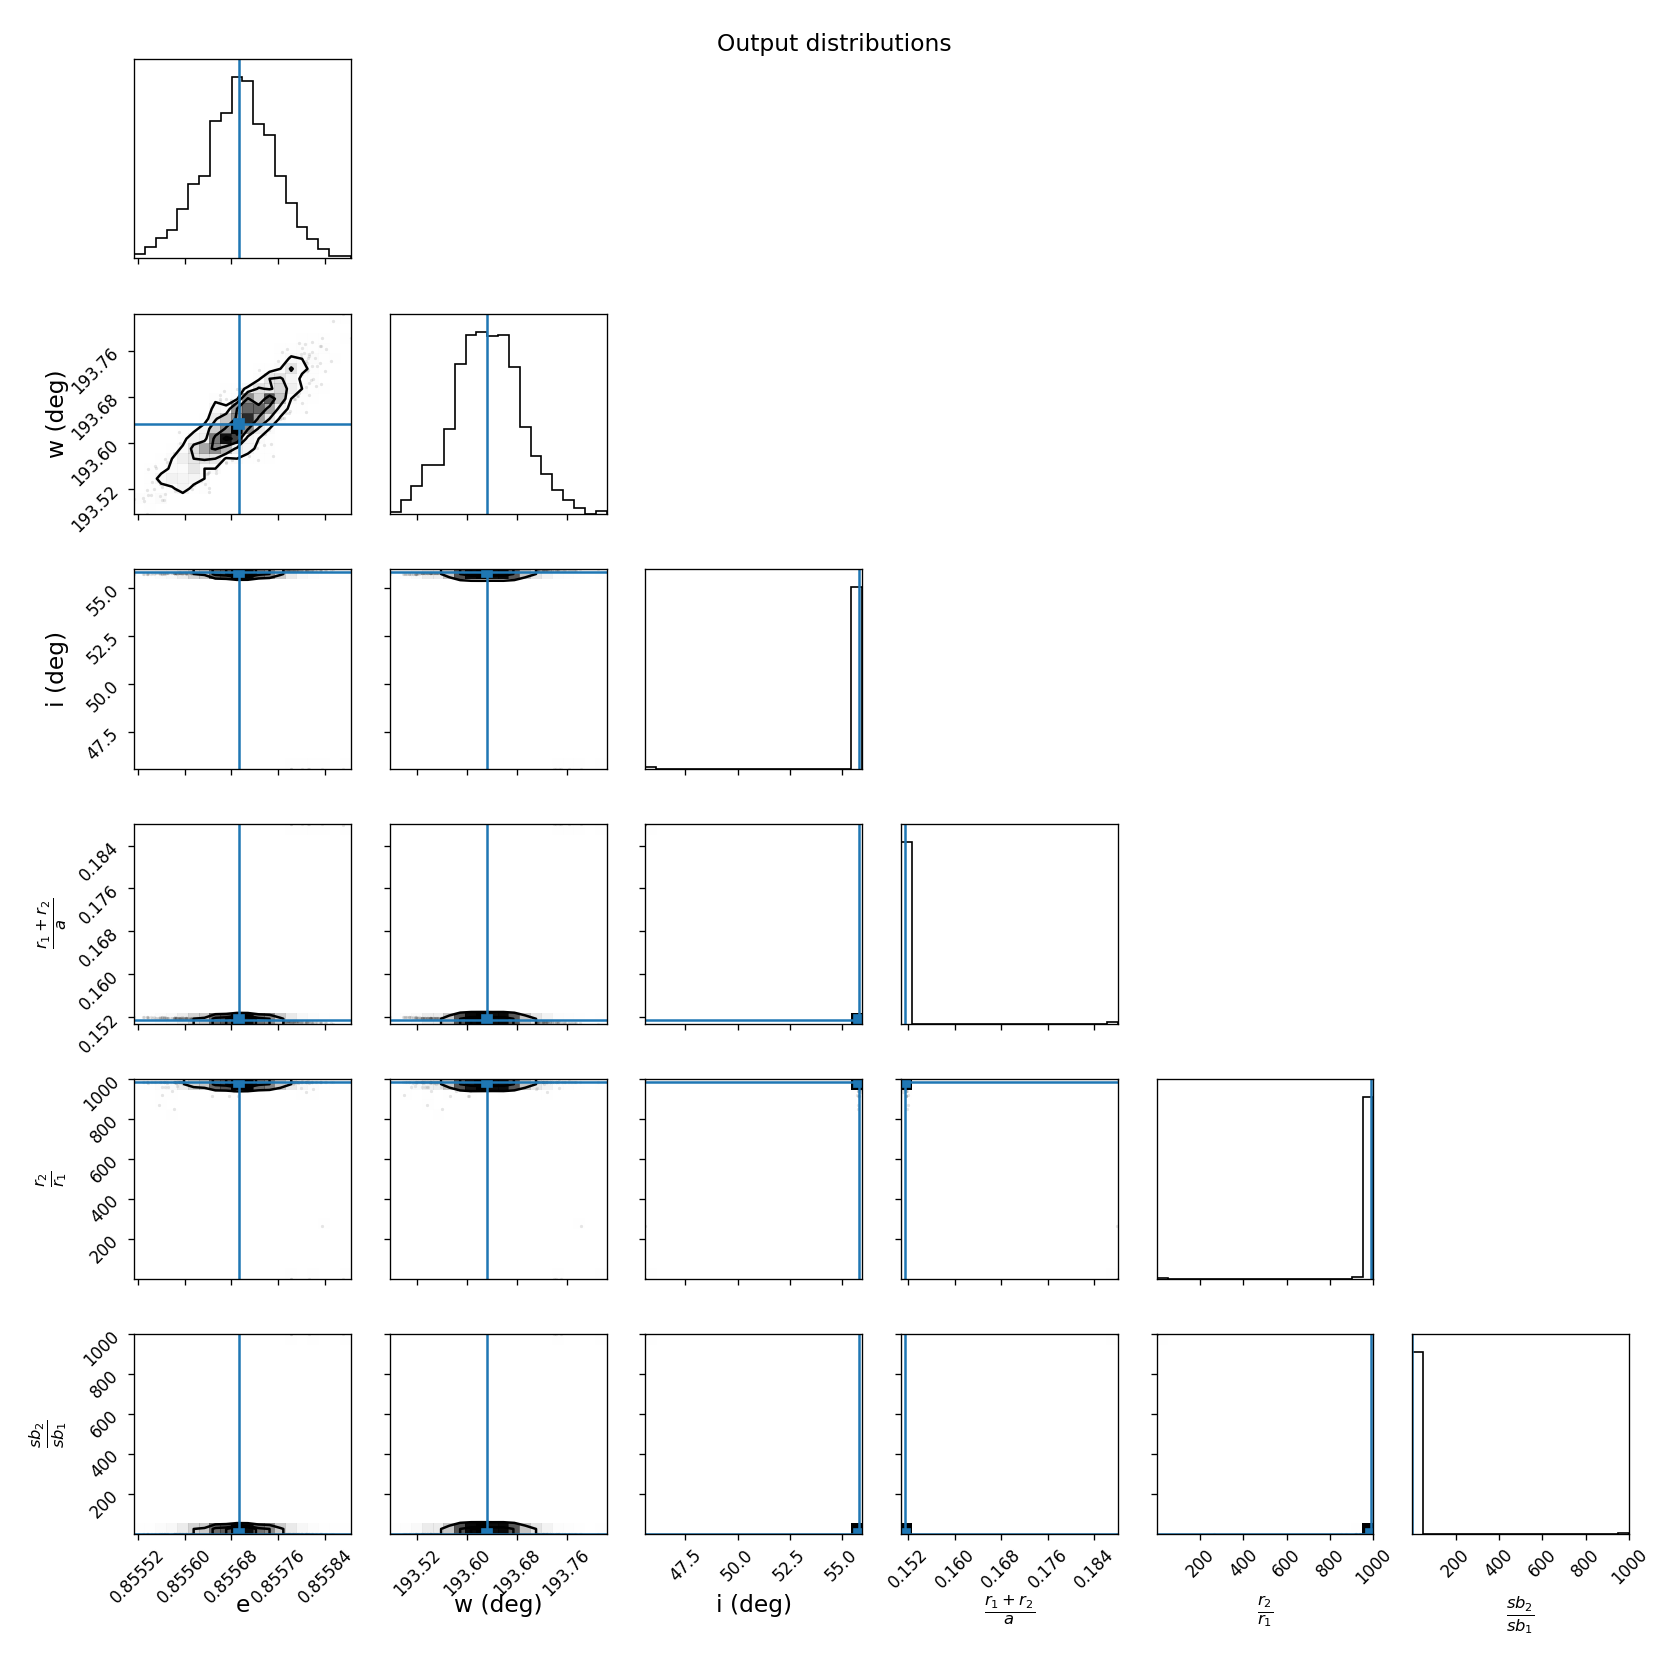 Output distributions
w (deg)
193.76
193.68
193.60
193.52
i (deg)
55.0
52.5
50.0
47.5
r₁ + r₂
a
0.184
0.176
0.168
0.160
0.152
r₂
r₁
1000
800
600
400
200
sb₂
sb₁
1000
800
600
400
200
0.85552 0.85560 0.85568 0.85576 0.85584
e
193.52 193.60 193.68 193.76
w (deg)
47.5 50.0 52.5 55.0
i (deg)
0.152 0.160 0.168 0.176 0.184
r₁ + r₂
a
200 400 600 800 1000
r₂
r₁
200 400 600 800 1000
sb₂
sb₁